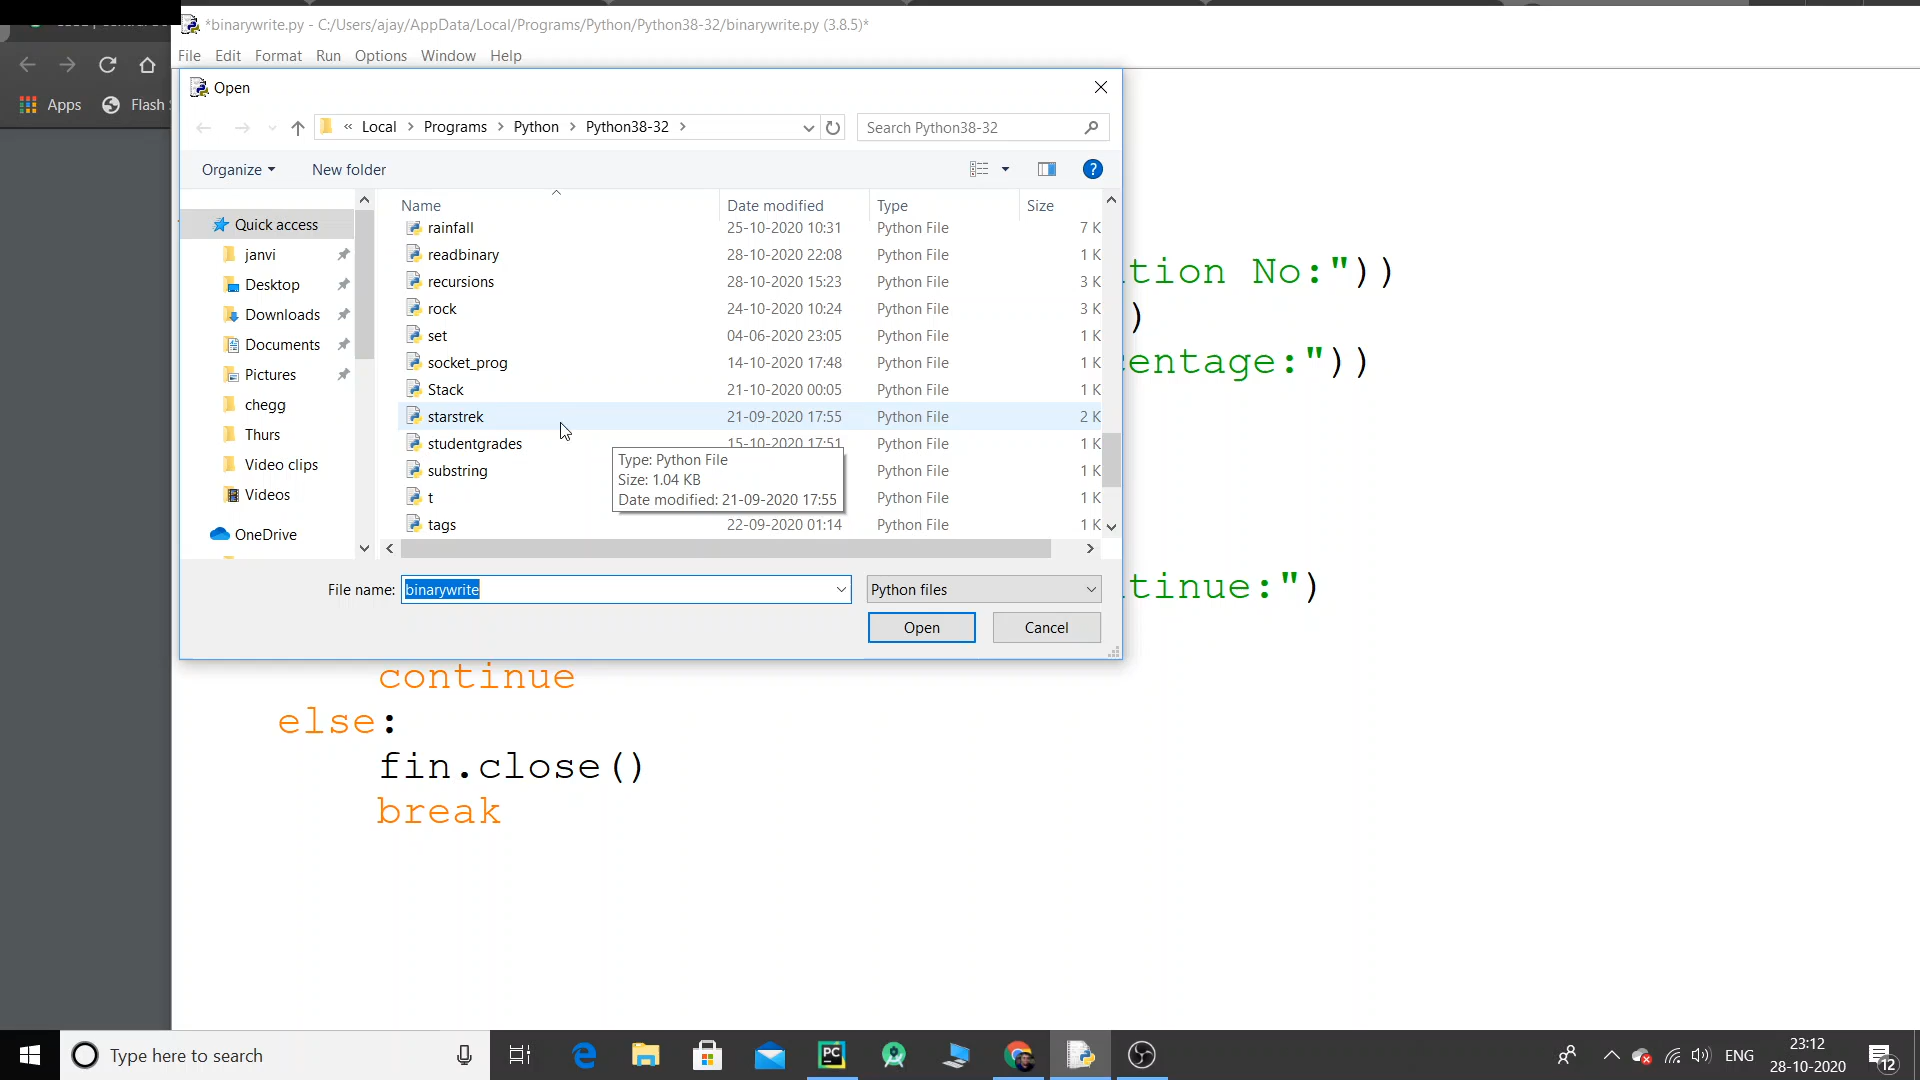 *binarywrite.py - C:/Users/ajay/AppData/Local/Programs/Python/Python38-32/binarywrite.py (3.8.5)*
File Edit Format Run Options Window Help
Apps Flash
Open
« Local > Programs > Python > Python38-32 >
Search Python38-32
Organize New folder
Name Date modified Type Size
rainfall 25-10-2020 10:31 Python File 7 K
readbinary 28-10-2020 22:08 Python File 1 K
recursions 28-10-2020 15:23 Python File 3 K
rock 24-10-2020 10:24 Python File 3 K
set 04-06-2020 23:05 Python File 1 K
socket_prog 14-10-2020 17:48 Python File 1 K
Stack 21-10-2020 00:05 Python File 1 K
starstrek 21-09-2020 17:55 Python File 2 K
studentgrades 15-10-2020 17:51 Python File 1 K
substring Python File 1 K
t Python File 1 K
tags 22-09-2020 01:14 Python File 1 K
Type: Python File
Size: 1.04 KB
Date modified: 21-09-2020 17:55
Quick access
janvi
Desktop
Downloads
Documents
Pictures
chegg
Thurs
Video clips
Videos
OneDrive
File name: binarywrite
Python files
Open Cancel
tion No:"))
)
entage:"))
tinue:")
continue
else:
fin.close()
break
Type here to search
ENG
23:12
28-10-2020
12